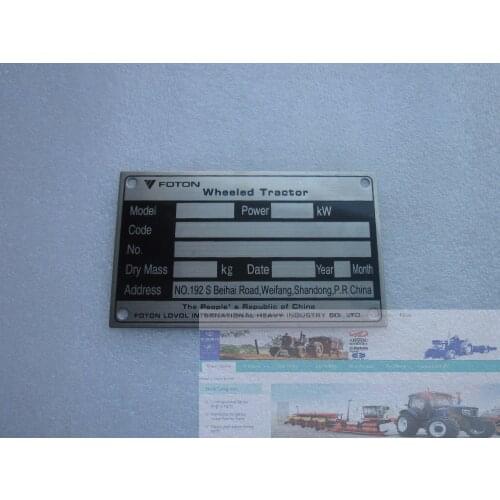 FOTON
Wheeled Tractor
Model Power kW
Code
No.
Dry Mass kg Date Year Month
Address NO.192 S Beihai Road,Weifang,Shandong,P.R.China
The People's Republic of China
FOTON LOVOL INTERNATIONAL HEAVY INDUSTRY CO. LTD.